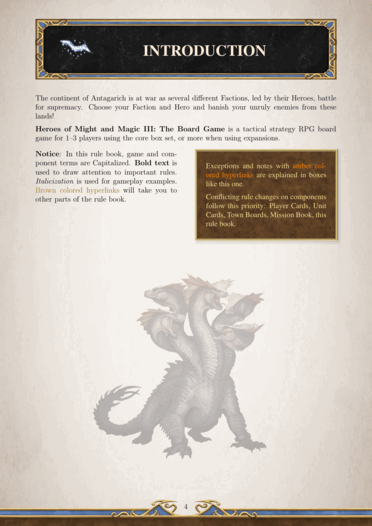 INTRODUCTION
The continent of Antagarich is at war as several different Factions, led by their Heroes, battle
for supremacy. Choose your Faction and Hero and banish your unruly enemies from these
lands!
Heroes of Might and Magic III: The Board Game is a tactical strategy RPG board
game for 1–3 players using the core box set, or more when using expansions.
Notice: In this rule book, game and com-
ponent terms are Capitalized. Bold text is
used to draw attention to important rules.
Italicization is used for gameplay examples.
Brown colored hyperlinks will take you to
other parts of the rule book.
Exceptions and notes with amber col-
ored hyperlinks are explained in boxes
like this one.
Conflicting rule changes on components
follow this priority: Player Cards, Unit
Cards, Town Boards, Mission Book, this
rule book.
4